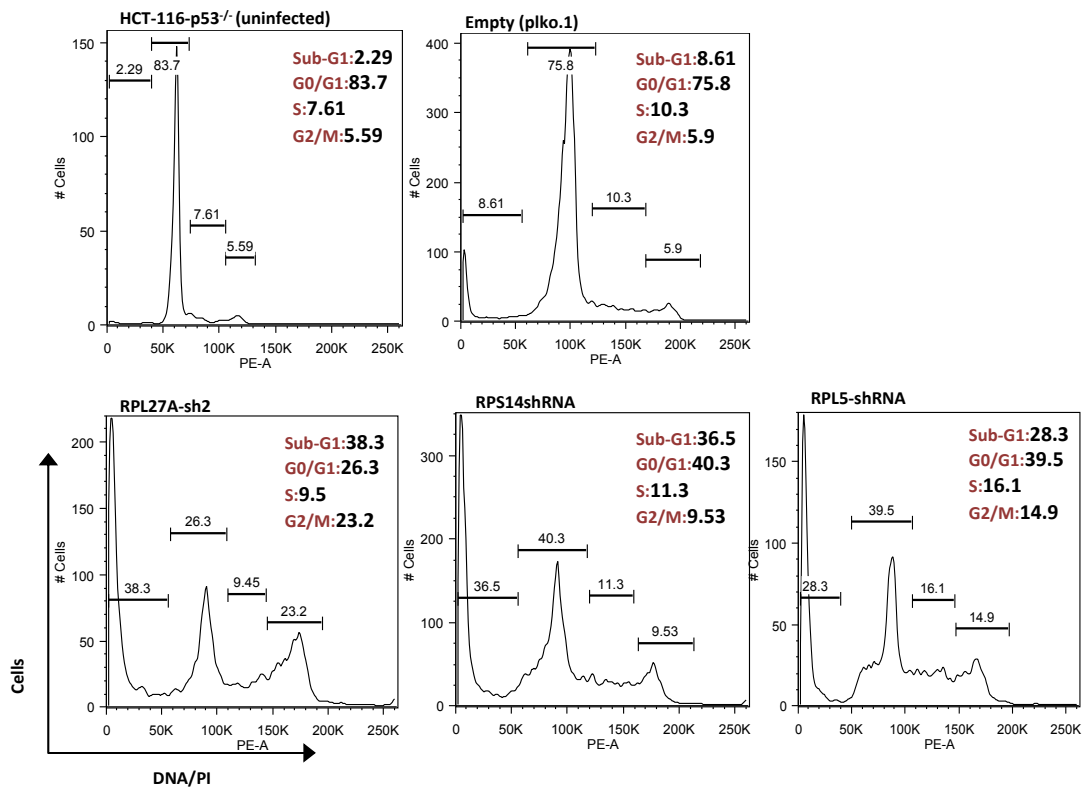 HCT-116-p53-/- (uninfected)
150
100
50
0
# Cells
2.29
83.7
7.61
5.59
Sub-G1:2.29
G0/G1:83.7
S:7.61
G2/M:5.59
0 50K 100K 150K 200K 250K
PE-A
Empty (plko.1)
400
300
200
100
0
# Cells
8.61
75.8
10.3
5.9
Sub-G1:8.61
G0/G1:75.8
S:10.3
G2/M:5.9
0 50K 100K 150K 200K 250K
PE-A
RPL27A-sh2
200
150
100
50
0
# Cells
38.3
26.3
9.45
23.2
Sub-G1:38.3
G0/G1:26.3
S:9.5
G2/M:23.2
0 50K 100K 150K 200K 250K
PE-A
RPS14shRNA
300
200
100
0
# Cells
36.5
40.3
11.3
9.53
Sub-G1:36.5
G0/G1:40.3
S:11.3
G2/M:9.53
0 50K 100K 150K 200K 250K
PE-A
RPL5-shRNA
150
100
50
0
# Cells
28.3
39.5
16.1
14.9
Sub-G1:28.3
G0/G1:39.5
S:16.1
G2/M:14.9
0 50K 100K 150K 200K 250K
PE-A
Cells
DNA/PI